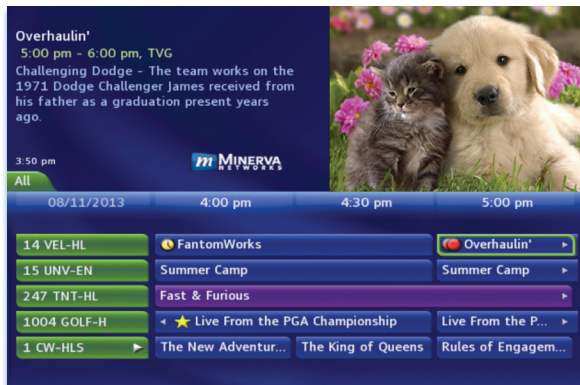 Overhaulin'
5:00 pm - 6:00 pm, TVG
Challenging Dodge - The team works on the
1971 Dodge Challenger James received from
his father as a graduation present years
ago.
3:50 pm
m MINERVA
NETWORKS
All
08/11/2013 4:00 pm 4:30 pm 5:00 pm
14 VEL-HL FantomWorks Overhaulin'
15 UNV-EN Summer Camp Summer Camp
247 TNT-HL Fast & Furious
1004 GOLF-H Live From the PGA Championship Live From the P...
1 CW-HLS The New Adventur... The King of Queens Rules of Engagem...